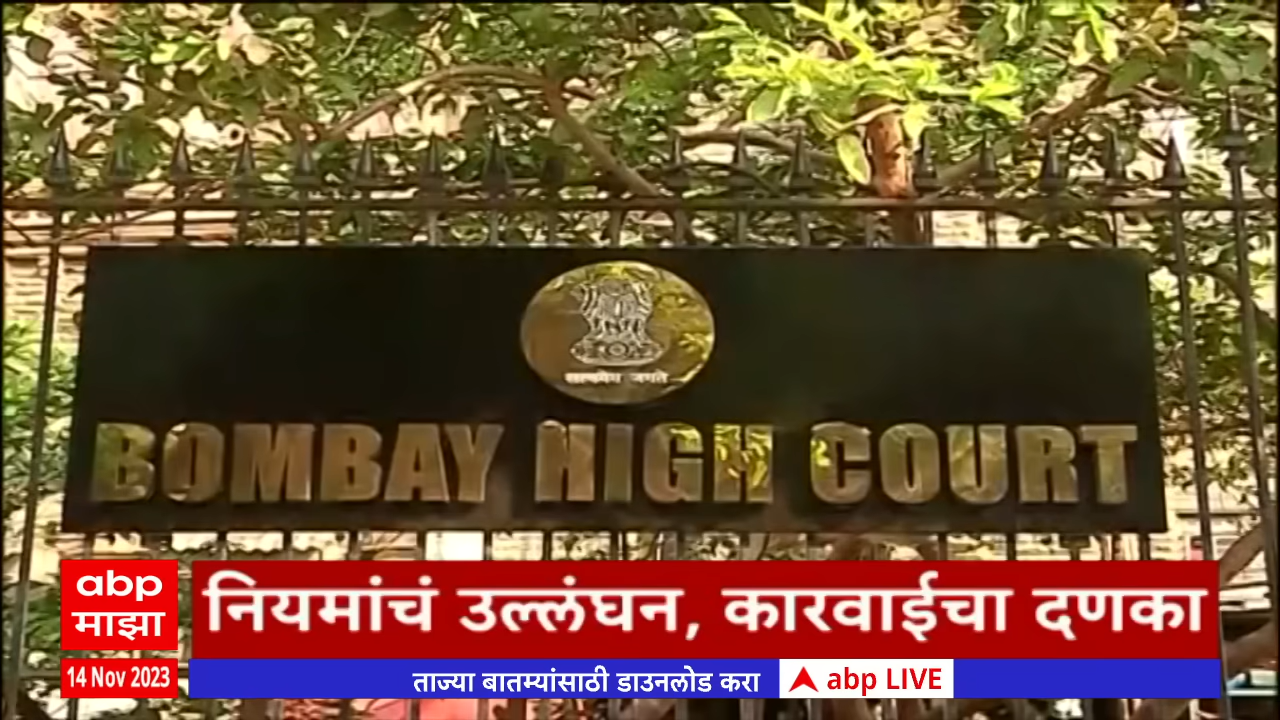 सत्यमेव जयते
BOMBAY HIGH COURT
abp
माझा
नियमांचं उल्लंघन, कारवाईचा दणका
14 Nov 2023
ताज्या बातम्यांसाठी डाउनलोड करा abp LIVE